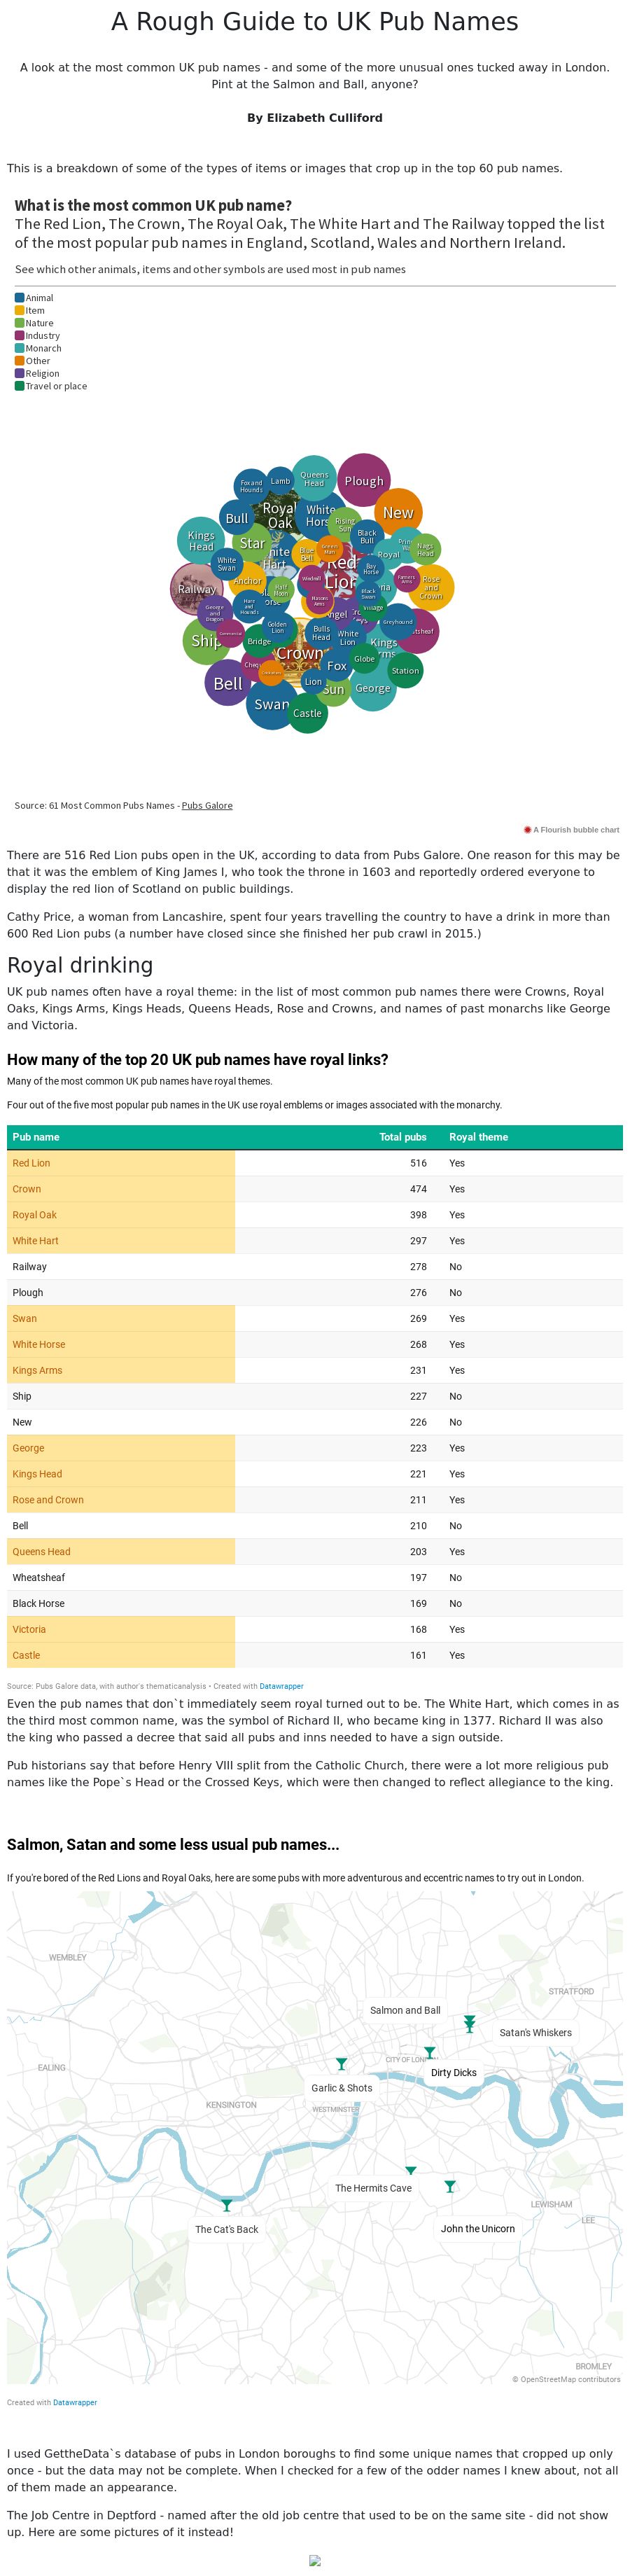 A Rough Guide to UK Pub Names
A look at the most common UK pub names - and some of the more unusual ones tucked away in London.
Pint at the Salmon and Ball, anyone?
By Elizabeth Culliford
This is a breakdown of some of the types of items or images that crop up in the top 60 pub names.
What is the most common UK pub name?
The Red Lion, The Crown, The Royal Oak, The White Hart and The Railway topped the list
of the most popular pub names in England, Scotland, Wales and Northern Ireland.
See which other animals, items and other symbols are used most in pub names
Animal
Item
Nature
Industry
Monarch
Other
Religion
Travel or place
Fox and
Hounds
Lamb
Queens
Head
Plough
Royal
Oak
White
New
Bull
Rising
Sun
Kings
Head
Star
Black
Bull
Blue
Bell
Green
Man
Royal
Nags
Head
White
Swan
Hart
Red
Lion
Bay
Horse
Anchor
Windmill
Farmers
Arms
Rose
and
Crown
Railway
Half
Moon
Black
Swan
Masons
Arms
Hare
and
Hounds
George
and
Dragon
Golden
Lion
Greyhound
Ship
Bridge
Bulls
Head
White
Lion
Kings
Crown
Globe
Fox
Station
Bell
Lion
Sun
George
Swan
Castle
Source: 61 Most Common Pubs Names - Pubs Galore
A Flourish bubble chart
There are 516 Red Lion pubs open in the UK, according to data from Pubs Galore. One reason for this may be
that it was the emblem of King James I, who took the throne in 1603 and reportedly ordered everyone to
display the red lion of Scotland on public buildings.
Cathy Price, a woman from Lancashire, spent four years travelling the country to have a drink in more than
600 Red Lion pubs (a number have closed since she finished her pub crawl in 2015.)
Royal drinking
UK pub names often have a royal theme: in the list of most common pub names there were Crowns, Royal
Oaks, Kings Arms, Kings Heads, Queens Heads, Rose and Crowns, and names of past monarchs like George
and Victoria.
How many of the top 20 UK pub names have royal links?
Many of the most common UK pub names have royal themes.
Four out of the five most popular pub names in the UK use royal emblems or images associated with the monarchy.
Pub name Total pubs Royal theme
Red Lion 516 Yes
Crown 474 Yes
Royal Oak 398 Yes
White Hart 297 Yes
Railway 278 No
Plough 276 No
Swan 269 Yes
White Horse 268 Yes
Kings Arms 231 Yes
Ship 227 No
New 226 No
George 223 Yes
Kings Head 221 Yes
Rose and Crown 211 Yes
Bell 210 No
Queens Head 203 Yes
Wheatsheaf 197 No
Black Horse 169 No
Victoria 168 Yes
Castle 161 Yes
Source: Pubs Galore data, with author's thematicanalysis • Created with Datawrapper
Even the pub names that don`t immediately seem royal turned out to be. The White Hart, which comes in as
the third most common name, was the symbol of Richard II, who became king in 1377. Richard II was also
the king who passed a decree that said all pubs and inns needed to have a sign outside.
Pub historians say that before Henry VIII split from the Catholic Church, there were a lot more religious pub
names like the Pope`s Head or the Crossed Keys, which were then changed to reflect allegiance to the king.
Salmon, Satan and some less usual pub names...
If you're bored of the Red Lions and Royal Oaks, here are some pubs with more adventurous and eccentric names to try out in London.
WEMBLEY
STRATFORD
Salmon and Ball
Satan's Whiskers
CITY OF LONDON
EALING
Dirty Dicks
Garlic & Shots
KENSINGTON
WESTMINSTER
The Hermits Cave
LEWISHAM
LEE
The Cat's Back
John the Unicorn
BROMLEY
© OpenStreetMap contributors
Created with Datawrapper
I used GettheData`s database of pubs in London boroughs to find some unique names that cropped up only
once - but the data may not be complete. When I checked for a few of the odder names I knew about, not all
of them made an appearance.
The Job Centre in Deptford - named after the old job centre that used to be on the same site - did not show
up. Here are some pictures of it instead!